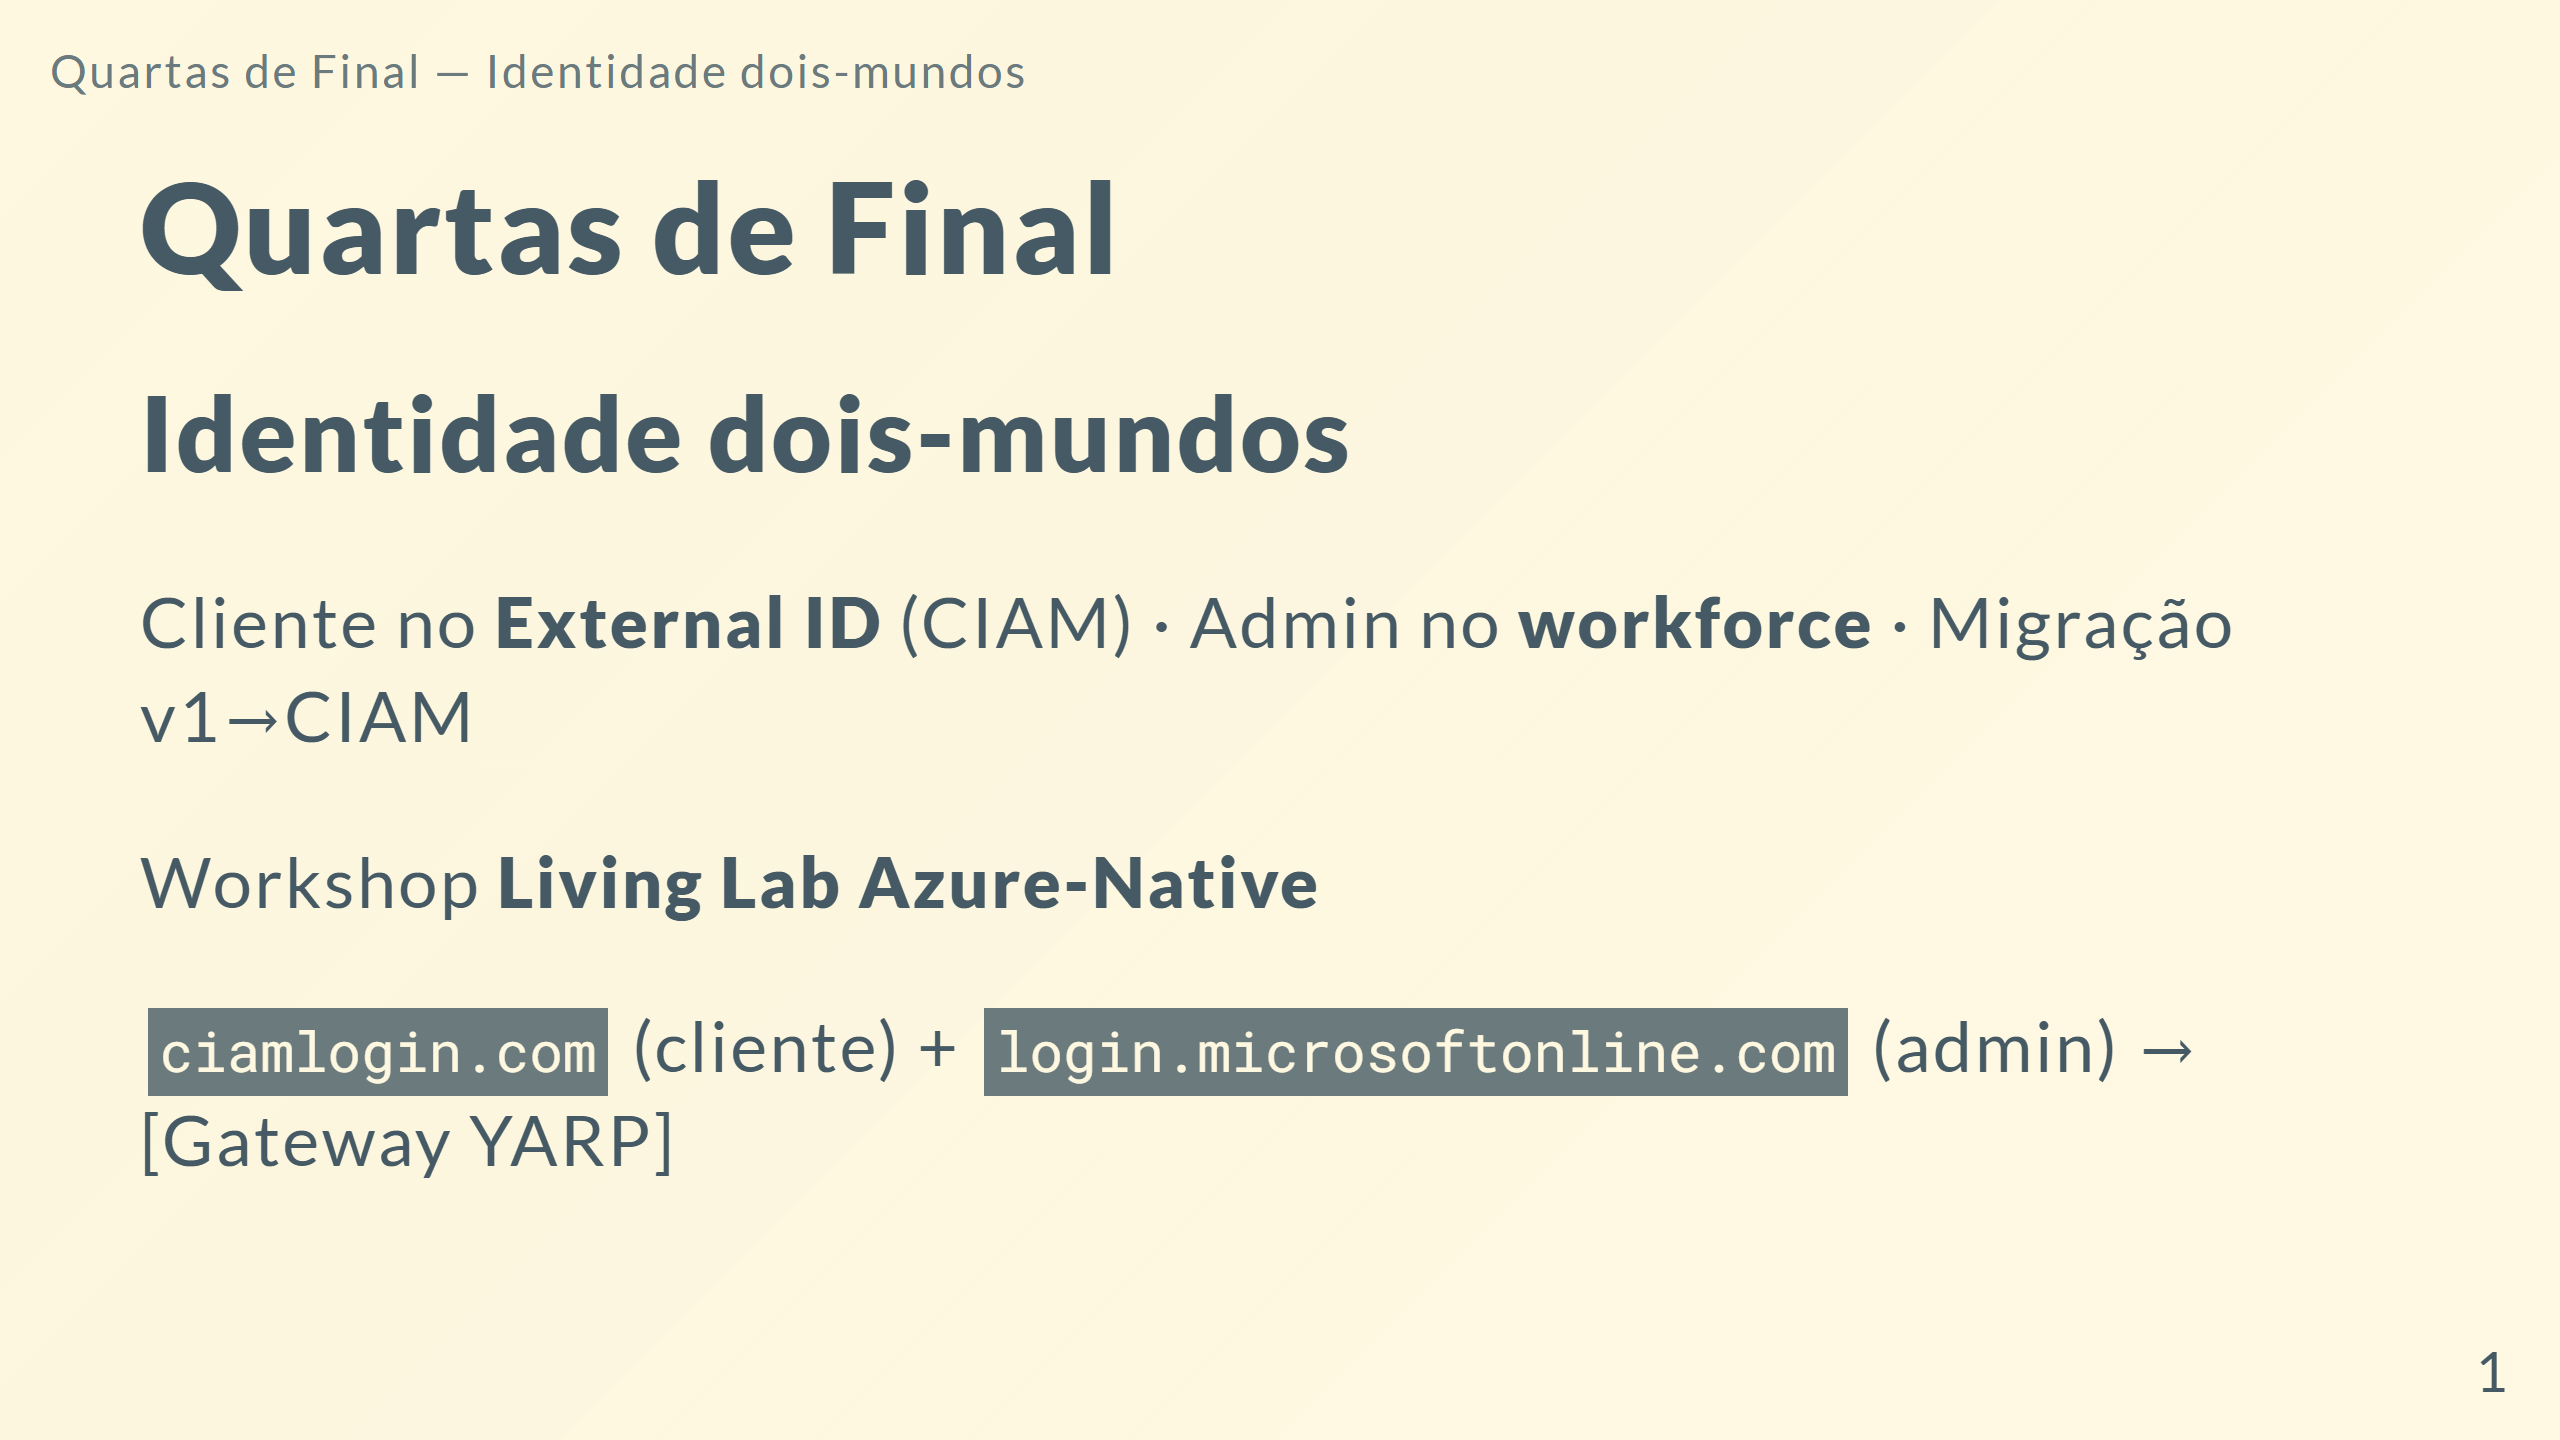 Quartas de Final — Identidade dois-mundos
Quartas de Final
Identidade dois-mundos
Cliente no External ID (CIAM) · Admin no workforce · Migração
v1→CIAM
Workshop Living Lab Azure-Native
ciamlogin.com (cliente) + login.microsoftonline.com (admin) →
[Gateway YARP]
1